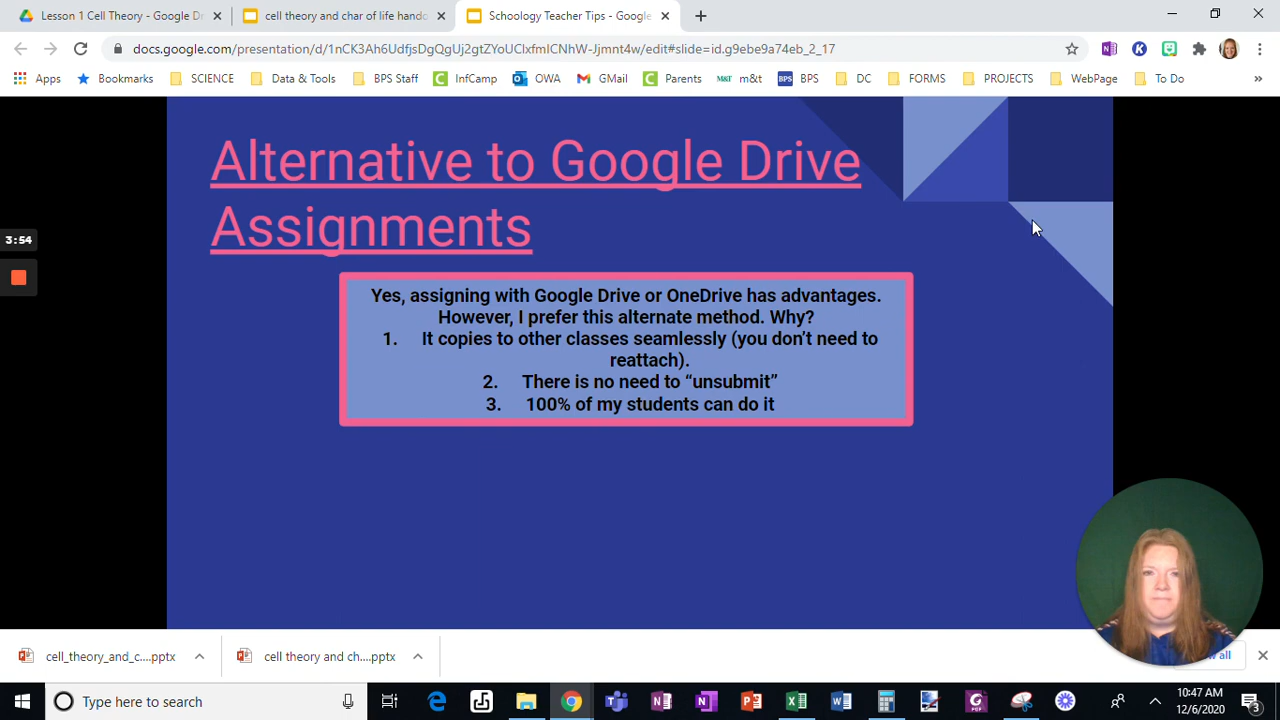 Lesson 1 Cell Theory - Google D
cell theory and char of life hando
Schoology Teacher Tips - Google
docs.google.com/presentation/d/1nCK3Ah6UdfjsDgQgUj2gtZYoUClxfmICNhW-Jjmnt4w/edit#slide=id.g9ebe9a74eb_2_17
Apps Bookmarks SCIENCE Data & Tools BPS Staff InfCamp OWA GMail Parents m&t BPS DC FORMS PROJECTS WebPage To Do
Alternative to Google Drive
Assignments
3:54
Yes, assigning with Google Drive or OneDrive has advantages.
However, I prefer this alternate method. Why?
1. It copies to other classes seamlessly (you don't need to
reattach).
2. There is no need to “unsubmit”
3. 100% of my students can do it
cell_theory_and_c....pptx
cell theory and ch....pptx
all
Type here to search
10:47 AM
12/6/2020
3